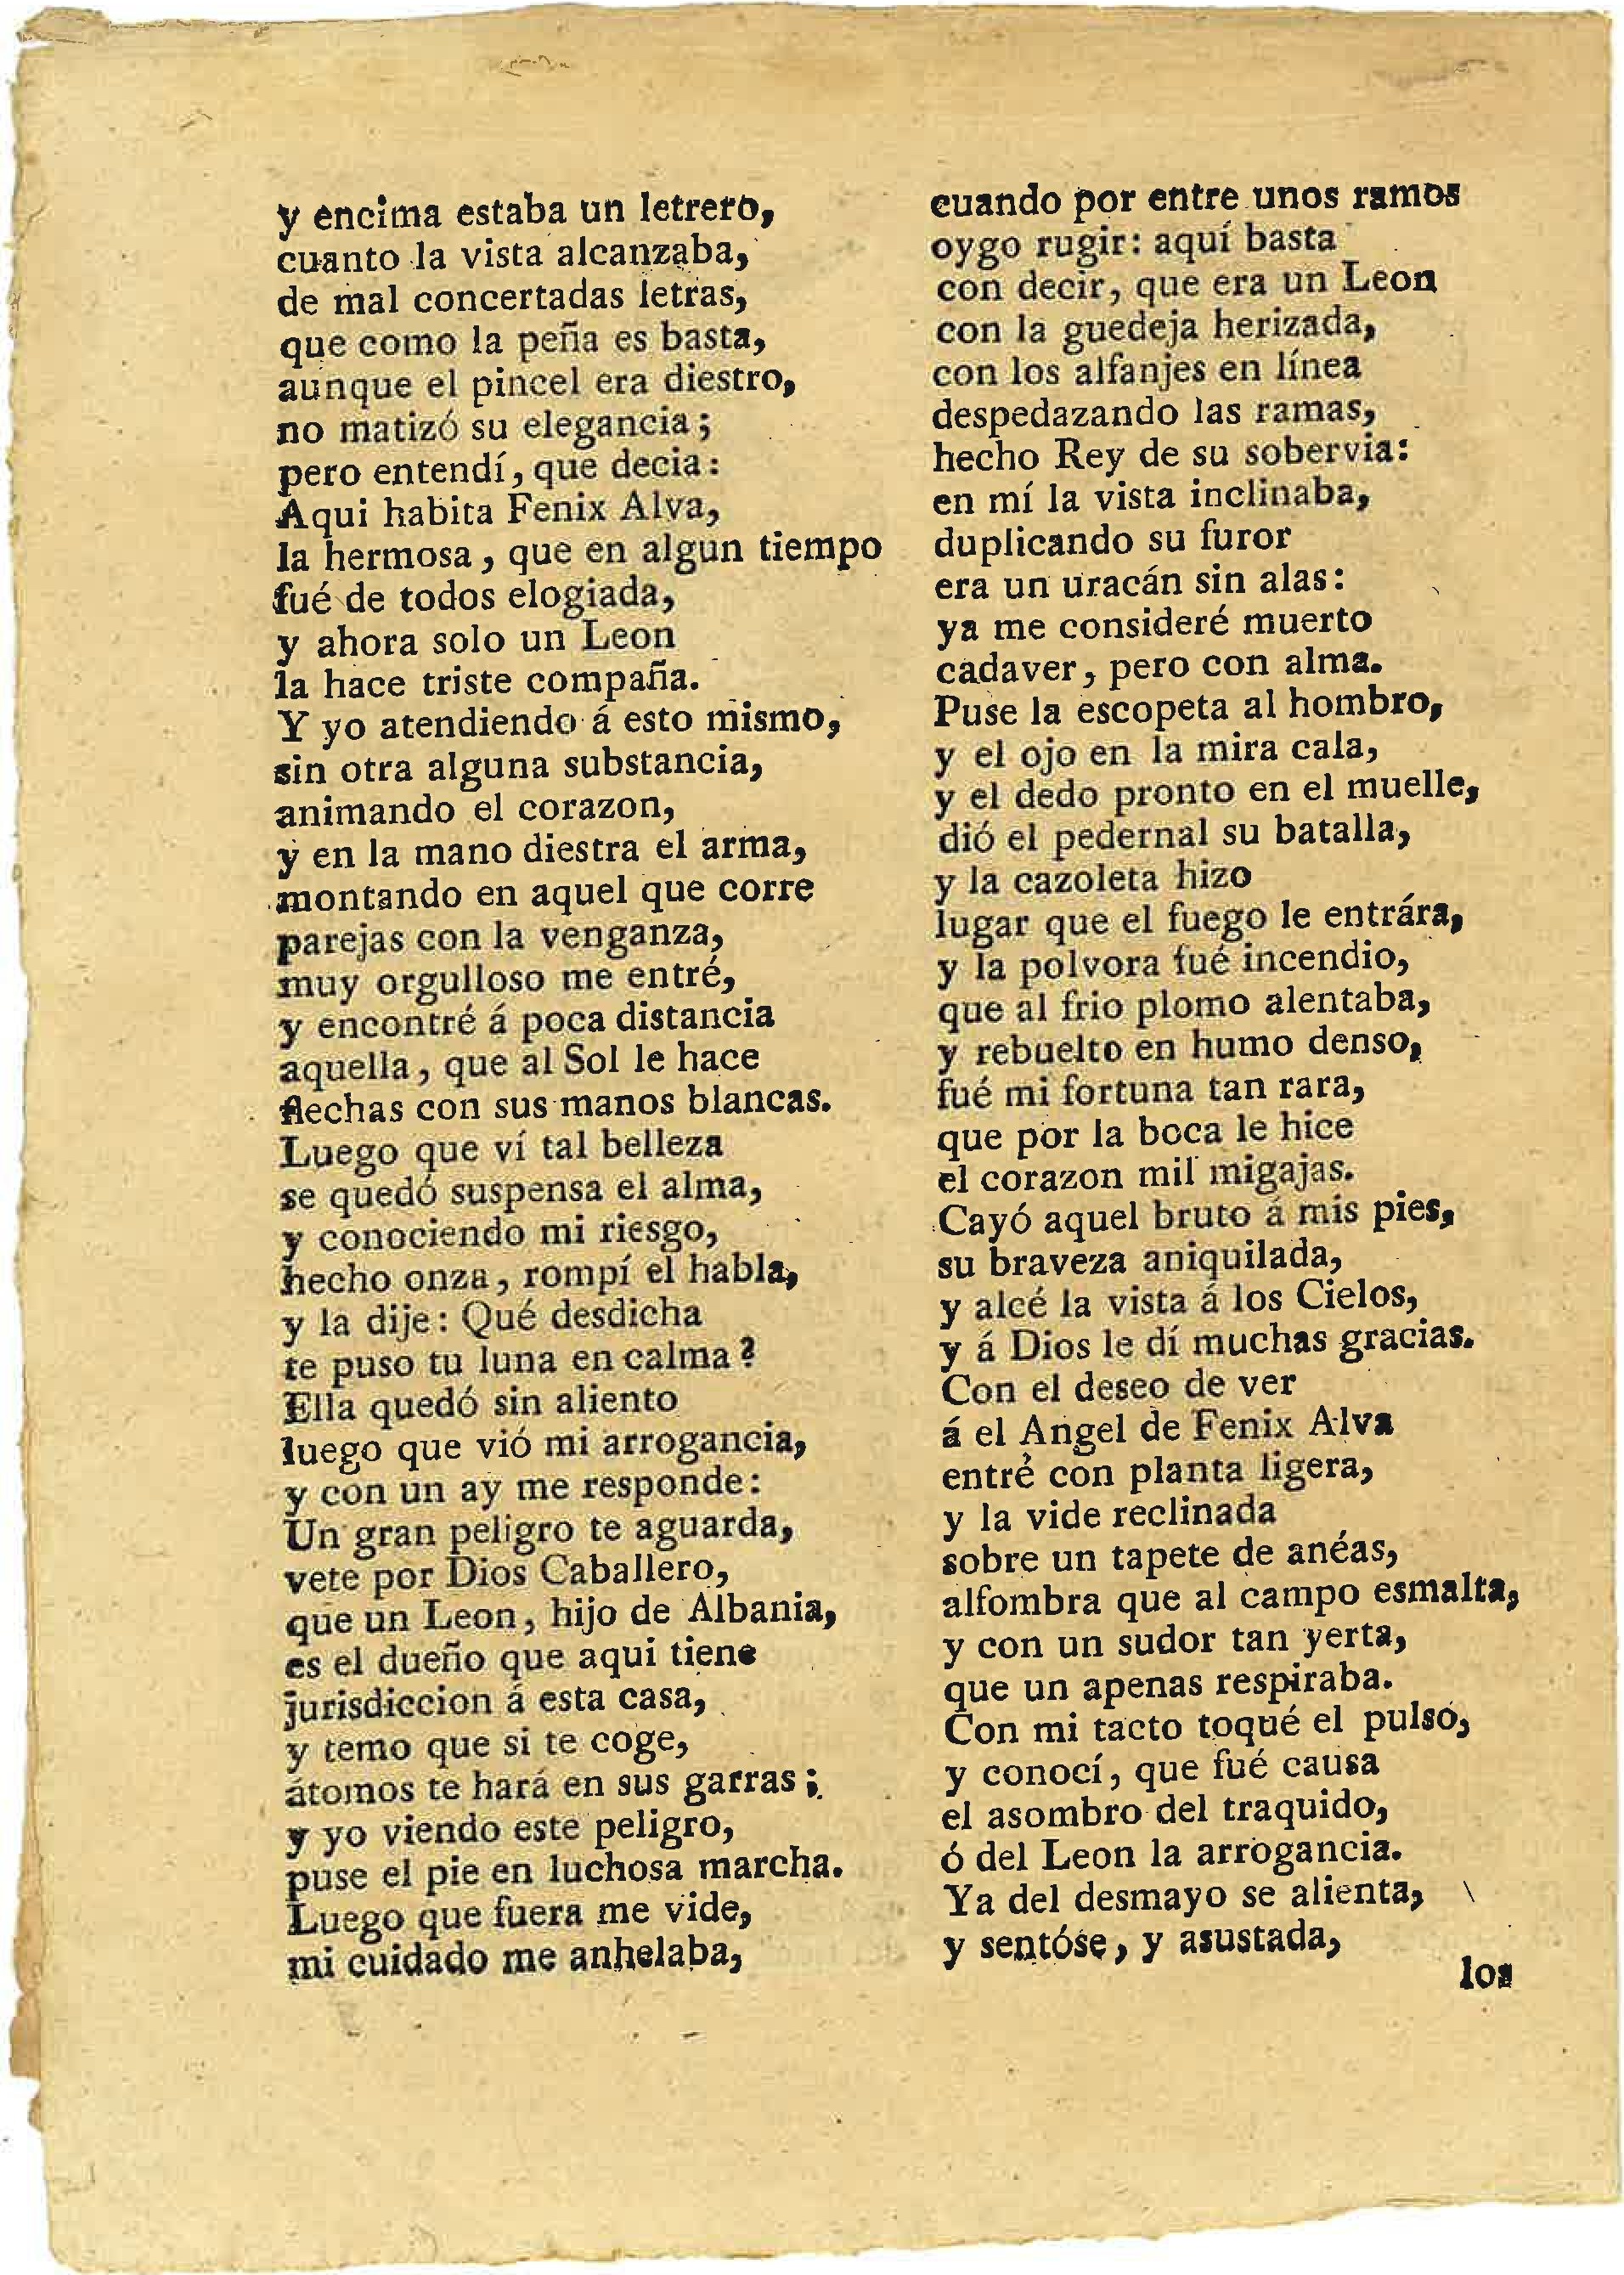 y encima estaba un letrero,
cuanto la vista alcanzaba,
de mal concertadas letras,
que como la peña es basta,
aunque el pincel era diestro,
no matizó su elegancia;
pero entendí, que decia:
Aqui habita Fenix Alva,
la hermosa, que en algun tiempo
fué de todos elogiada,
y ahora solo un Leon
la hace triste compaña.
Y yo atendiendo á esto mismo,
sin otra alguna substancia,
animando el corazon,
y en la mano diestra el arma,
montando en aquel que corre
parejas con la venganza,
muy orgulloso me entré,
y encontré á poca distancia
aquella, que al Sol le hace
flechas con sus manos blancas.
Luego que ví tal belleza
se quedó suspensa el alma,
y conociendo mi riesgo,
hecho onza, rompí el habla,
y la dije: Qué desdicha
te puso tu luna en calma?
Ella quedó sin aliento
luego que vió mi arrogancia,
y con un ay me responde:
Un gran peligro te aguarda,
vete por Dios Caballero,
que un Leon, hijo de Albania,
es el dueño que aqui tiene
jurisdiccion á esta casa,
y temo que si te coge,
átomos te hará en sus garras;
y yo viendo este peligro,
puse el pie en luchosa marcha.
Luego que fuera me vide,
mi cuidado me anhelaba,
cuando por entre unos ramos
oygo rugir: aquí basta
con decir, que era un Leon
con la guedeja herizada,
con los alfanjes en línea
despedazando las ramas,
hecho Rey de su sobervia:
en mí la vista inclinaba,
duplicando su furor
era un uracán sin alas:
ya me consideré muerto
cadaver, pero con alma.
Puse la escopeta al hombro,
y el ojo en la mira cala,
y el dedo pronto en el muelle,
dió el pedernal su batalla,
y la cazoleta hizo
lugar que el fuego le entrára,
y la polvora fué incendio,
que al frio plomo alentaba,
y rebuelto en humo denso,
fué mi fortuna tan rara,
que por la boca le hice
el corazon mil migajas.
Cayó aquel bruto á mis pies,
su braveza aniquilada,
y alcé la vista á los Cielos,
y á Dios le dí muchas gracias.
Con el deseo de ver
á el Angel de Fenix Alva
entré con planta ligera,
y la vide reclinada
sobre un tapete de anéas,
alfombra que al campo esmalta,
y con un sudor tan yerta,
que un apenas respiraba.
Con mi tacto toqué el pulso,
y conocí, que fué causa
el asombro del traquido,
ó del Leon la arrogancia.
Ya del desmayo se alienta,
y sentóse, y asustada,
los